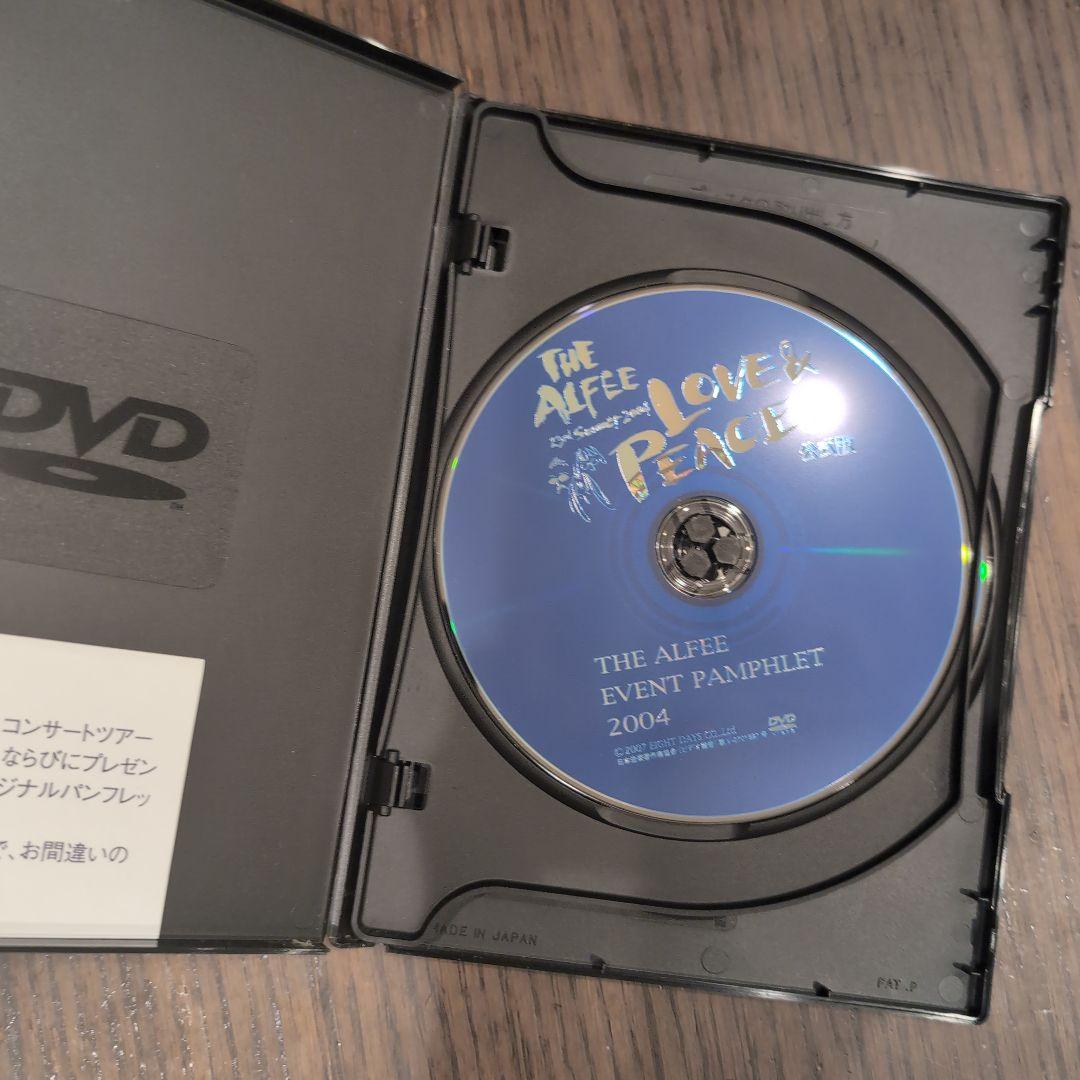 DVD
コンサートツアー
ならびにプレゼン
ジナルパンフレッ
で、お間違いの
THE
ALFEE
23rd Summer 2004
LOVE &
PEACE
THE ALFEE
EVENT PAMPHLET
2004
DVD
© 2007 EIGHT DAYS CO.,Ltd
MADE IN JAPAN
PAT.P